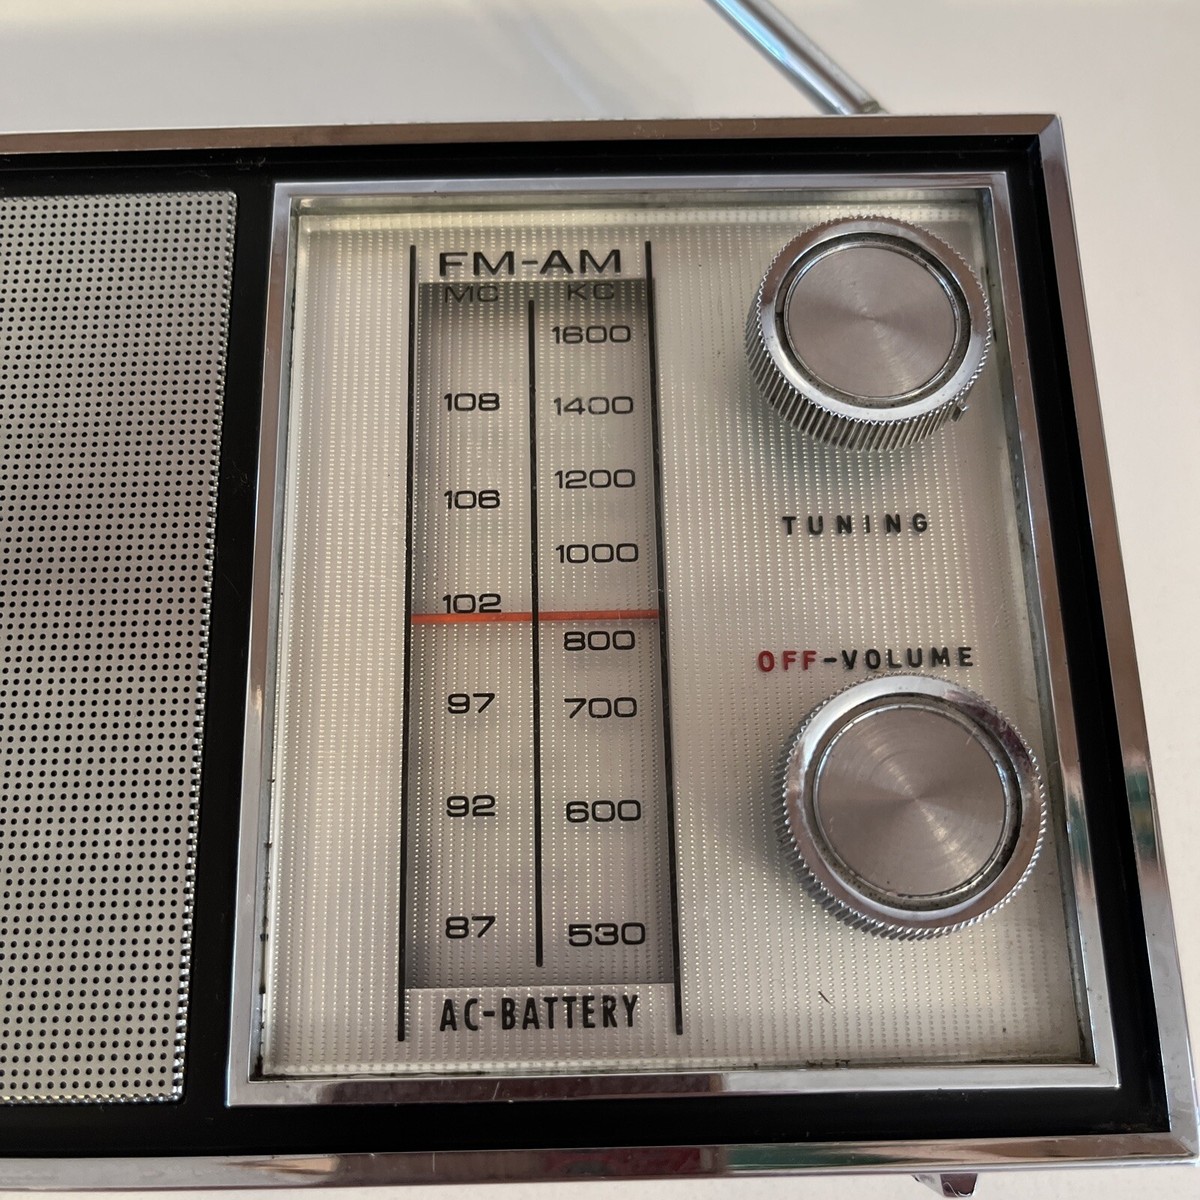 FM-AM
MC KC
1600
108 1400
106 1200
1000
102
800
97 700
92 600
87 530
AC-BATTERY
TUNING
OFF-VOLUME